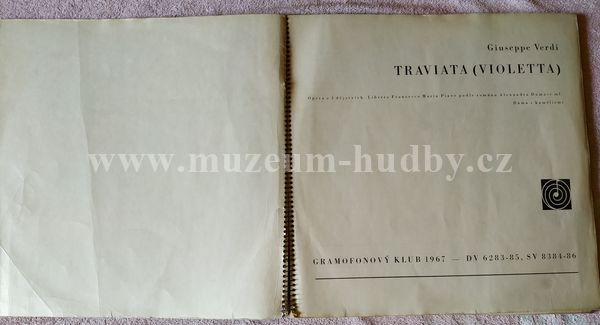 Giuseppe Verdi
TRAVIATA (VIOLETTA)
Opera o 3 dějstvích. Libreto Francesco Maria Piave podle románu Alexandra Dumase ml.
Dáma s kaméliemi
www.muzeum-hudby.cz
GRAMOFONOVÝ KLUB 1967 — DV 6283-85, SV 8384-86